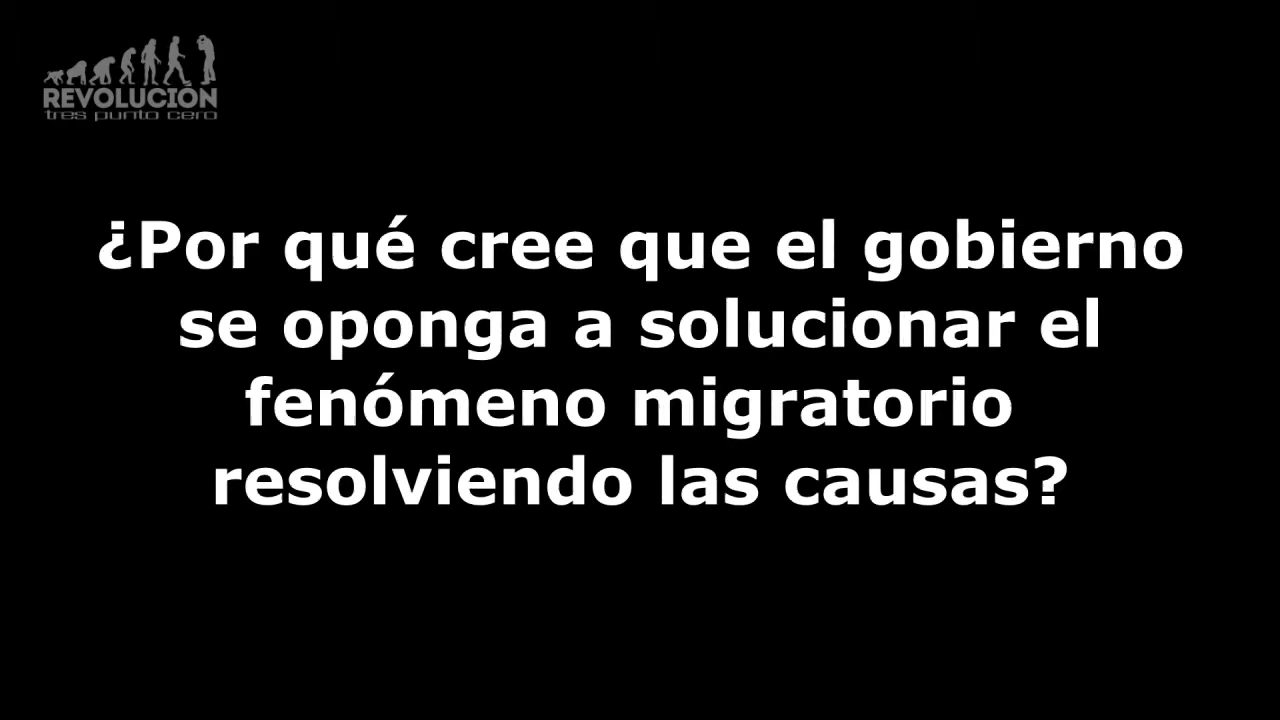 REVOLUCIÓN
tres punto cero
¿Por qué cree que el gobierno
se oponga a solucionar el
fenómeno migratorio
resolviendo las causas?